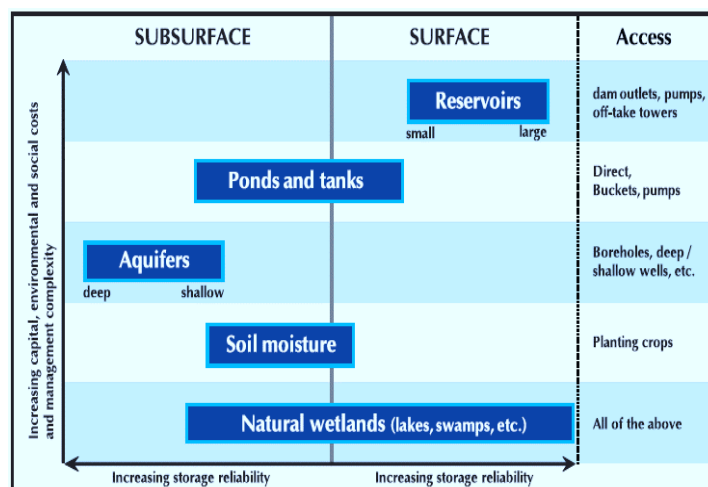 SUBSURFACE SURFACE Access
Increasing capital, environmental and social costs
and management complexity
Reservoirs
small large
dam outlets, pumps,
off-take towers
Ponds and tanks
Direct,
Buckets, pumps
Aquifers
deep shallow
Boreholes, deep /
shallow wells, etc.
Soil moisture
Planting crops
Natural wetlands (lakes, swamps, etc.)
All of the above
Increasing storage reliability Increasing storage reliability